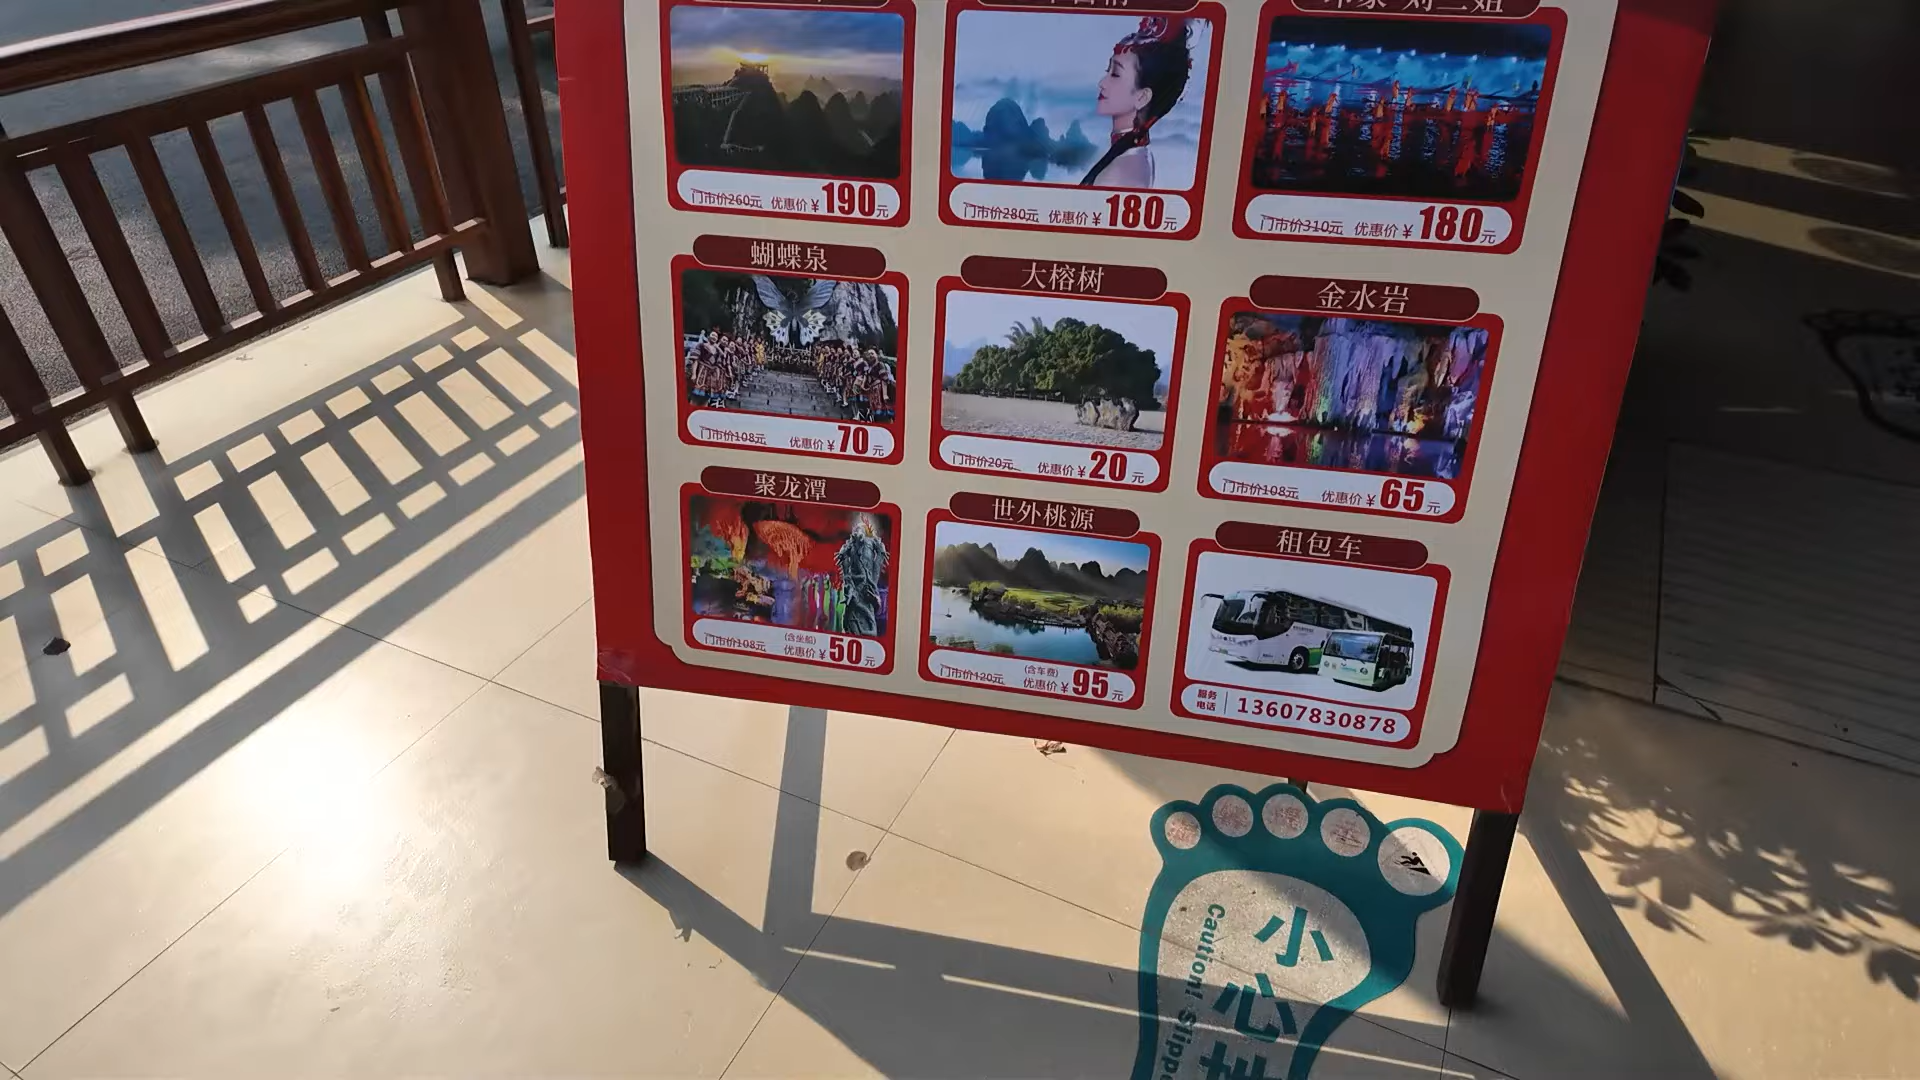 印象·刘三姐
门市价260元 优惠价¥190元
门市价280元 优惠价¥180元
门市价310元 优惠价¥180元
蝴蝶泉
大榕树
金水岩
门市价108元 优惠价¥70元
门市价20元 优惠价¥20元
门市价108元 优惠价¥65元
聚龙潭
世外桃源
租包车
门市价108元 (含坐船) 优惠价¥50元
门市价120元 (含车费) 优惠价¥95元
服务电话 13607830878
小心
Caution!